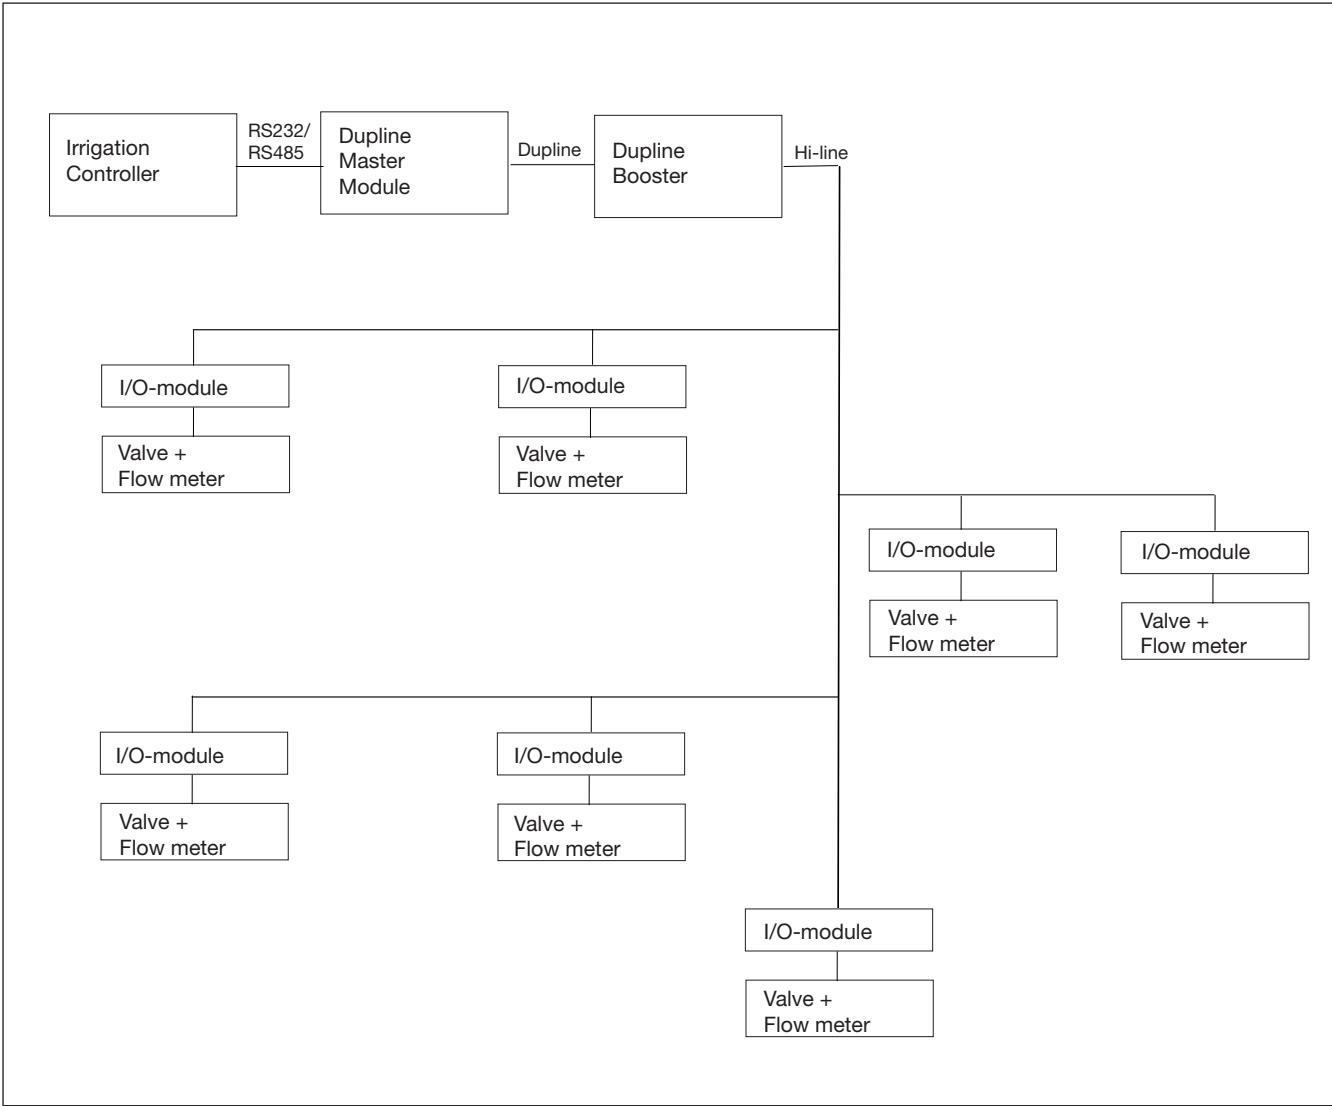 Irrigation
Controller
RS232/
RS485
Dupline
Master
Module
Dupline
Dupline
Booster
Hi-line
I/O-module
Valve +
Flow meter
I/O-module
Valve +
Flow meter
I/O-module
Valve +
Flow meter
I/O-module
Valve +
Flow meter
I/O-module
Valve +
Flow meter
I/O-module
Valve +
Flow meter
I/O-module
Valve +
Flow meter